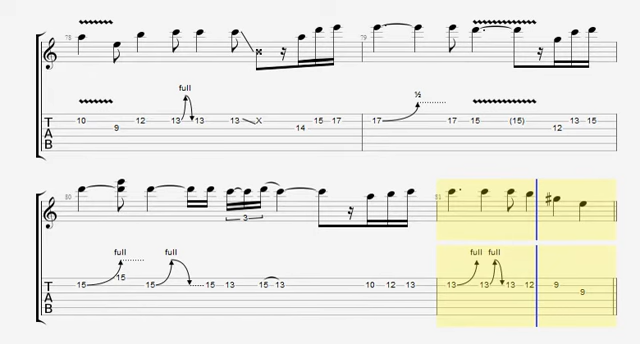 78
79
full
½
T 10 12 13 13 13 X 15 17 17 17 15 (15) 13 15
A 9 14 12
B
80
81
full full full full
15
T 15 15 15 13 15 13 10 12 13 13 13 13 12 9
A 9
B
3